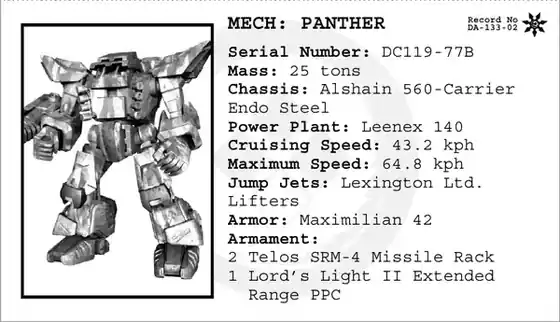 MECH: PANTHER
Record No
DA-133-02
Serial Number: DC119-77B
Mass: 25 tons
Chassis: Alshain 560-Carrier
Endo Steel
Power Plant: Leenex 140
Cruising Speed: 43.2 kph
Maximum Speed: 64.8 kph
Jump Jets: Lexington Ltd.
Lifters
Armor: Maximilian 42
Armament:
2 Telos SRM-4 Missile Rack
1 Lord's Light II Extended
Range PPC